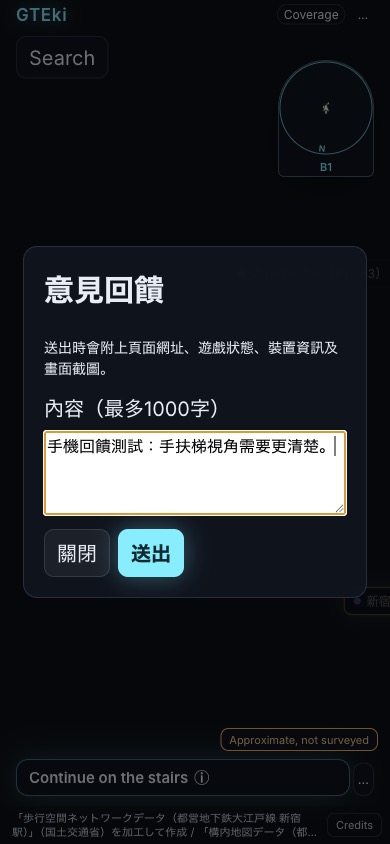 GTEki
Coverage
...
Search
N
B1
3)
意見回饋
送出時會附上頁面網址、遊戲狀態、裝置資訊及
畫面截圖。
內容（最多1000字）
手機回饋測試：手扶梯視角需要更清楚。
關閉
送出
新宿
Approximate, not surveyed
Continue on the stairs ⓘ
...
「歩行空間ネットワークデータ（都営地下鉄大江戸線 新宿
駅）」（国土交通省）を加工して作成 / 「構内地図データ（都...
Credits